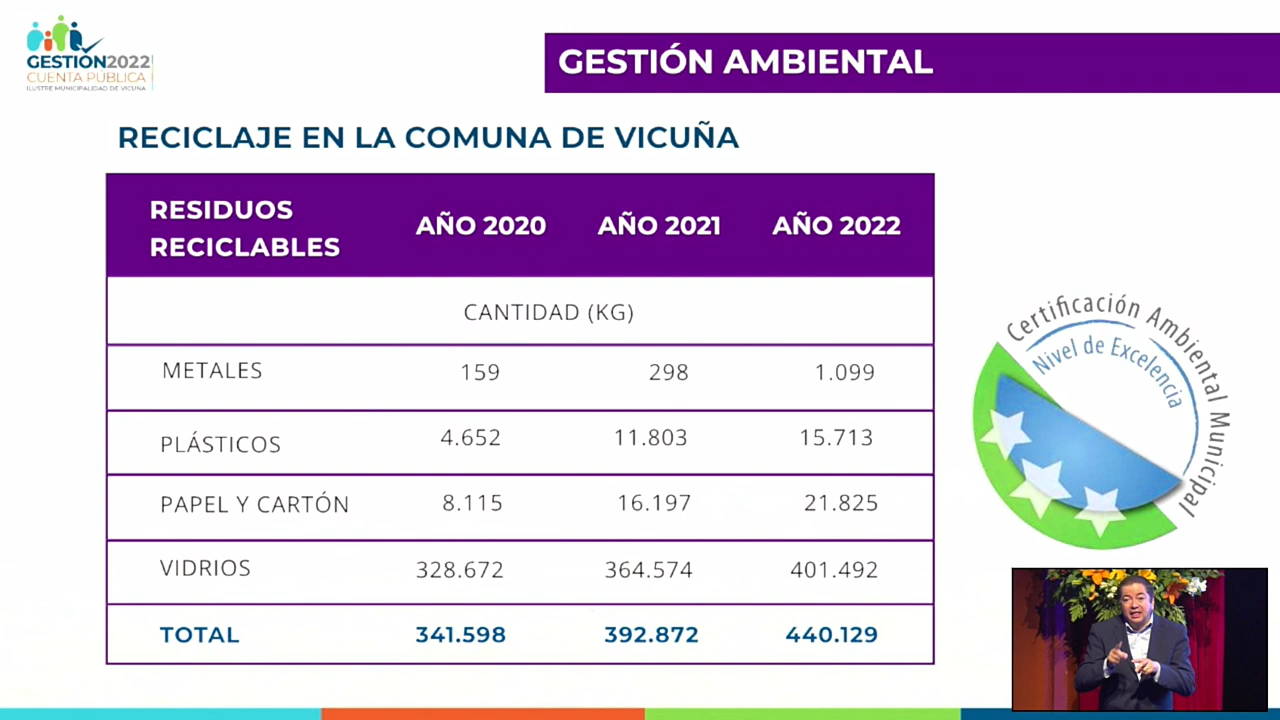 GESTIÓN2022
CUENTA PÚBLICA
ILUSTRE MUNICIPALIDAD DE VICUÑA
GESTIÓN AMBIENTAL
RECICLAJE EN LA COMUNA DE VICUÑA
RESIDUOS RECICLABLES AÑO 2020 AÑO 2021 AÑO 2022
CANTIDAD (KG)
METALES 159 298 1.099
PLÁSTICOS 4.652 11.803 15.713
PAPEL Y CARTÓN 8.115 16.197 21.825
VIDRIOS 328.672 364.574 401.492
TOTAL 341.598 392.872 440.129
Certificación Ambiental Municipal
Nivel de Excelencia